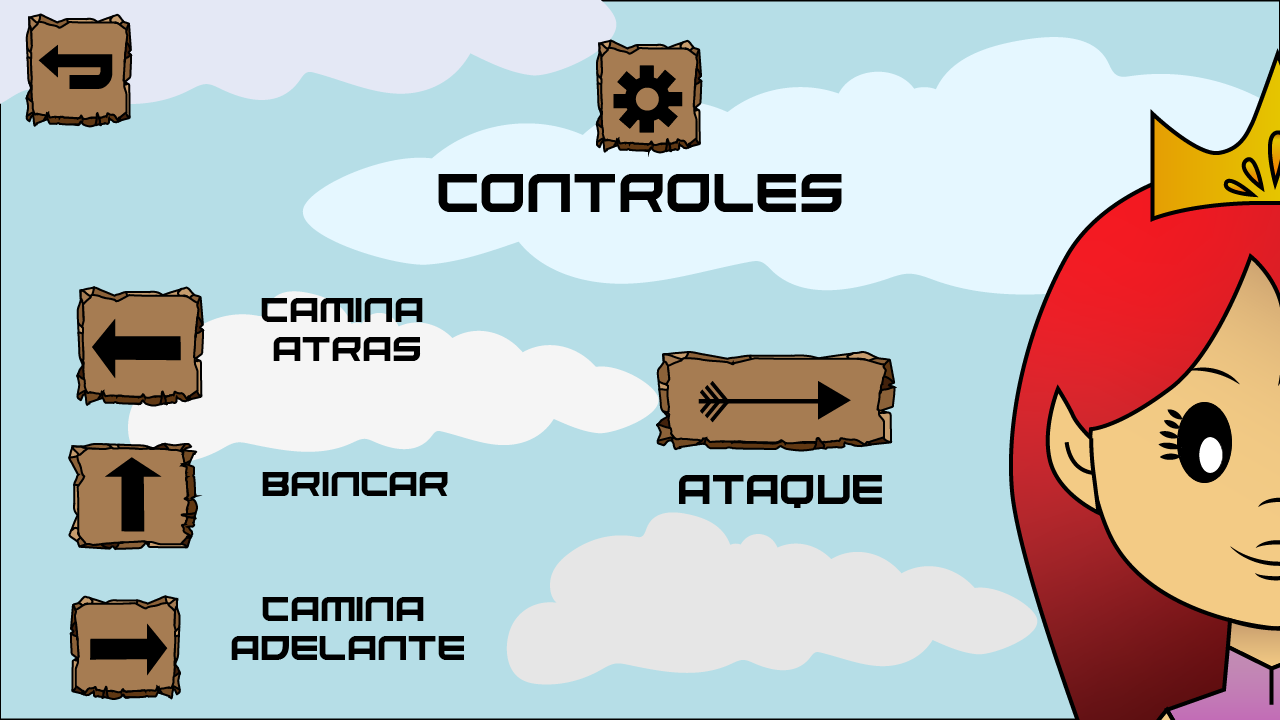 CONTROLES
CAMINA
ATRAS
BRINCAR
ATAQUE
CAMINA
ADELANTE